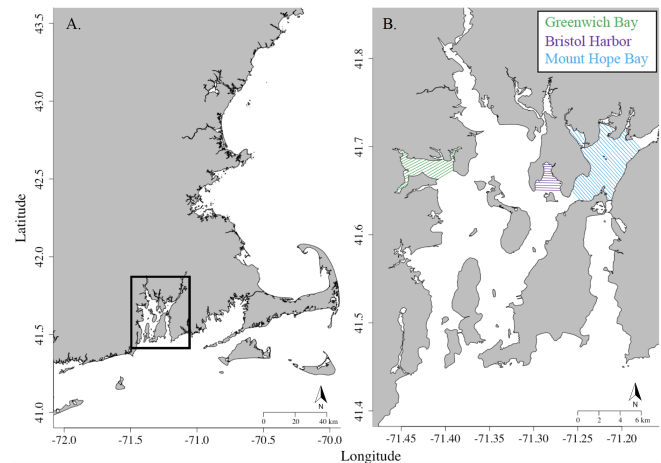 A.
B.
Greenwich Bay
Bristol Harbor
Mount Hope Bay
Latitude
43.5
43.0
42.5
42.0
41.5
41.0
41.8
41.7
41.6
41.5
41.4
N
0 20 40 km
N
0 2 4 6 km
-72.0 -71.5 -71.0 -70.5 -70.0
-71.45 -71.40 -71.35 -71.30 -71.25 -71.20
Longitude